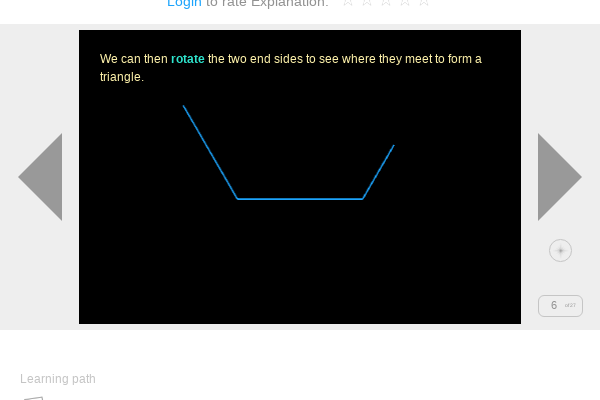 Login to rate Explanation:
We can then rotate the two end sides to see where they meet to form a
triangle.
6 of 27
Learning path